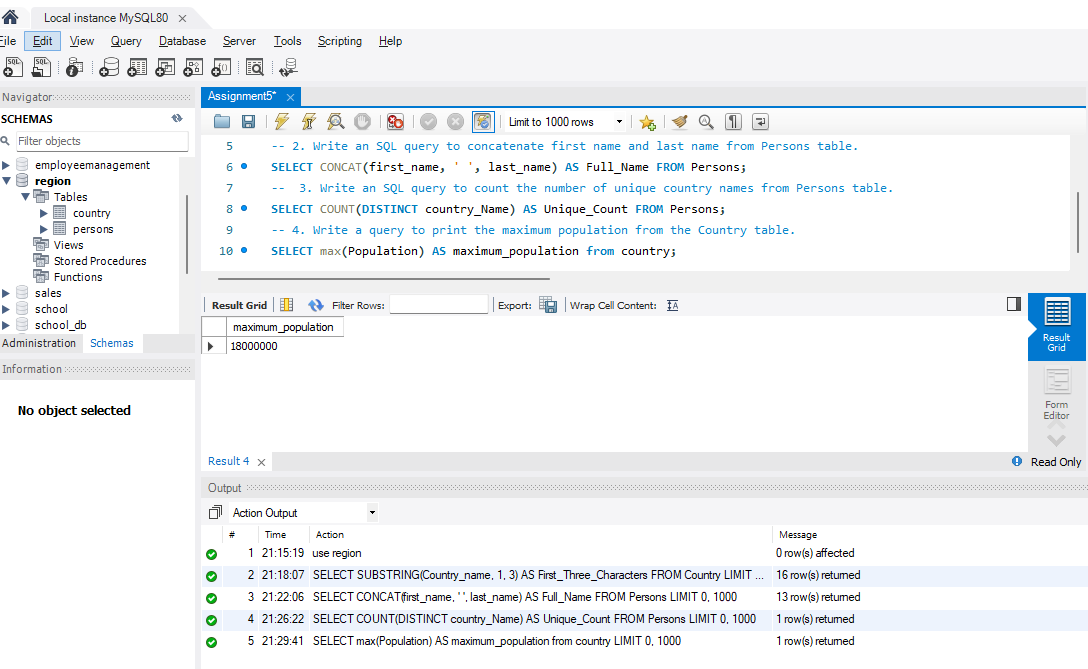 Local instance MySQL80
File Edit View Query Database Server Tools Scripting Help
SQL SQL
Navigator
SCHEMAS
Filter objects
employeemanagement
region
Tables
country
persons
Views
Stored Procedures
Functions
sales
school
school_db
Administration Schemas
Information
No object selected
Assignment5*
Limit to 1000 rows
5 -- 2. Write an SQL query to concatenate first name and last name from Persons table.
6 SELECT CONCAT(first_name, ' ', last_name) AS Full_Name FROM Persons;
7 --  3. Write an SQL query to count the number of unique country names from Persons table.
8 SELECT COUNT(DISTINCT country_Name) AS Unique_Count FROM Persons;
9 -- 4. Write a query to print the maximum population from the Country table.
10 SELECT max(Population) AS maximum_population from country;
Result Grid Filter Rows: Export: Wrap Cell Content:
maximum_population
18000000
Result Grid
Form Editor
Result 4 Read Only
Output
Action Output
# Time Action Message
1 21:15:19 use region 0 row(s) affected
2 21:18:07 SELECT SUBSTRING(Country_name, 1, 3) AS First_Three_Characters FROM Country LIMIT ... 16 row(s) returned
3 21:22:06 SELECT CONCAT(first_name, ' ', last_name) AS Full_Name FROM Persons LIMIT 0, 1000 13 row(s) returned
4 21:26:22 SELECT COUNT(DISTINCT country_Name) AS Unique_Count FROM Persons LIMIT 0, 1000 1 row(s) returned
5 21:29:41 SELECT max(Population) AS maximum_population from country LIMIT 0, 1000 1 row(s) returned